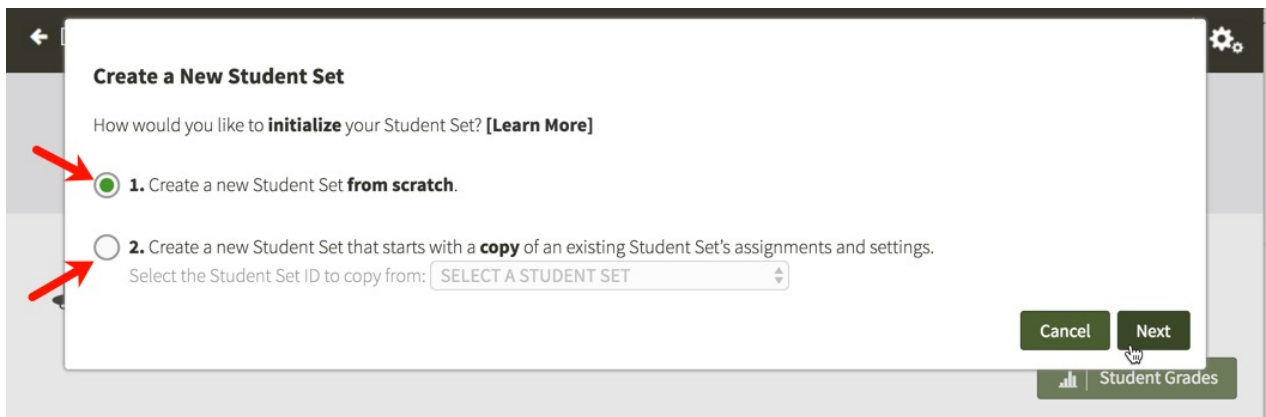 Create a New Student Set
How would you like to initialize your Student Set? [Learn More]
1. Create a new Student Set from scratch.
2. Create a new Student Set that starts with a copy of an existing Student Set’s assignments and settings.
Select the Student Set ID to copy from: SELECT A STUDENT SET
Cancel Next
Student Grades